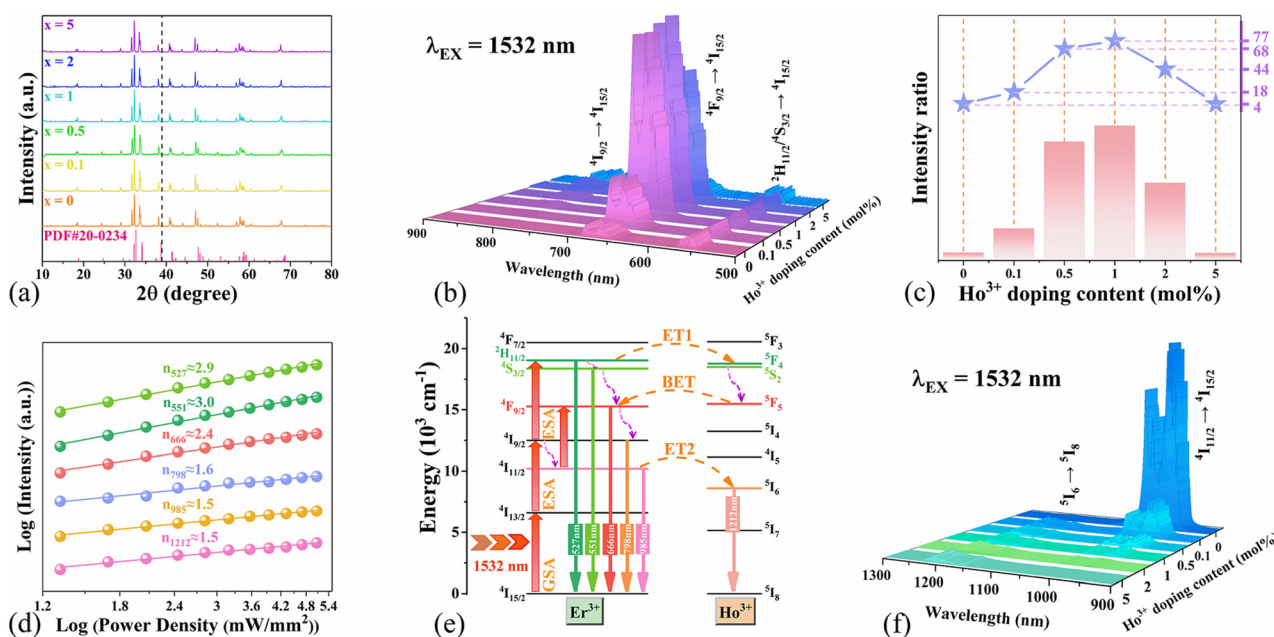 x = 5
x = 2
x = 1
x = 0.5
x = 0.1
x = 0
PDF#20-0234
Intensity (a.u.)
10 20 30 40 50 60 70 80
2θ (degree)
(a)
λEX = 1532 nm
⁴I9/2 → ⁴I15/2
⁴F9/2 → ⁴I15/2
²H11/2/⁴S3/2 → ⁴I15/2
900 800 700 600 500
Wavelength (nm)
0 0.1 0.5 1 2 5
Ho³⁺ doping content (mol%)
(b)
Intensity ratio
77
68
44
18
4
0 0.1 0.5 1 2 5
Ho³⁺ doping content (mol%)
(c)
Log (Intensity (a.u.))
n527≈2.9
n551≈3.0
n666≈2.4
n798≈1.6
n985≈1.5
n1212≈1.5
1.2 1.8 2.4 3 3.6 4.2 4.8 5.4
Log (Power Density (mW/mm²))
(d)
Energy (10³ cm⁻¹)
20
15
10
5
0
⁴F7/2
²H11/2
⁴S3/2
⁴F9/2
⁴I9/2
⁴I11/2
⁴I13/2
⁴I15/2
1532 nm
GSA
ESA
ESA
527nm
551nm
666nm
798nm
985nm
ET1
BET
ET2
1212nm
⁵F3
⁵F4
⁵S2
⁵F5
⁵I4
⁵I5
⁵I6
⁵I7
⁵I8
Er³⁺
Ho³⁺
(e)
λEX = 1532 nm
⁵I6 → ⁵I8
⁴I11/2 → ⁴I15/2
1300 1200 1100 1000 900
Wavelength (nm)
5 2 1 0.5 0.1 0
Ho³⁺ doping content (mol%)
(f)